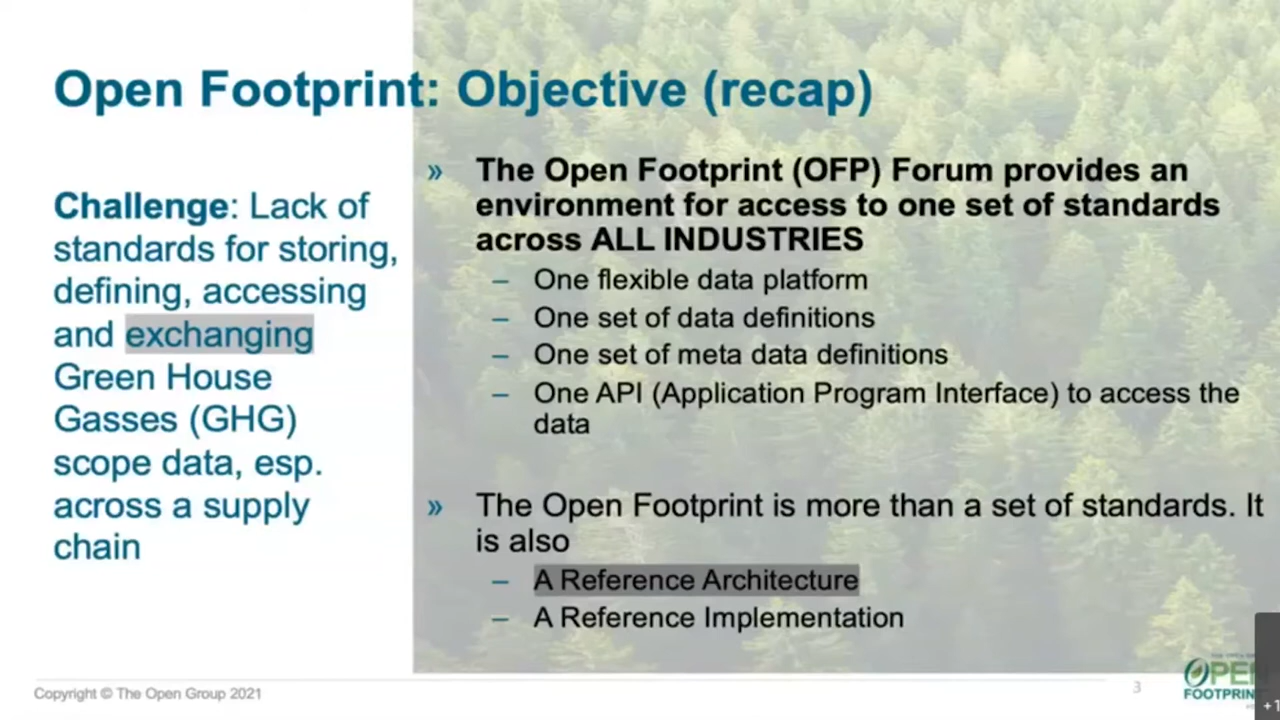 Open Footprint: Objective (recap)
Challenge: Lack of
standards for storing,
defining, accessing
and exchanging
Green House
Gasses (GHG)
scope data, esp.
across a supply
chain
» The Open Footprint (OFP) Forum provides an
environment for access to one set of standards
across ALL INDUSTRIES
– One flexible data platform
– One set of data definitions
– One set of meta data definitions
– One API (Application Program Interface) to access the
data
» The Open Footprint is more than a set of standards. It
is also
– A Reference Architecture
– A Reference Implementation
Copyright © The Open Group 2021
3
OPEN
FOOTPRIN